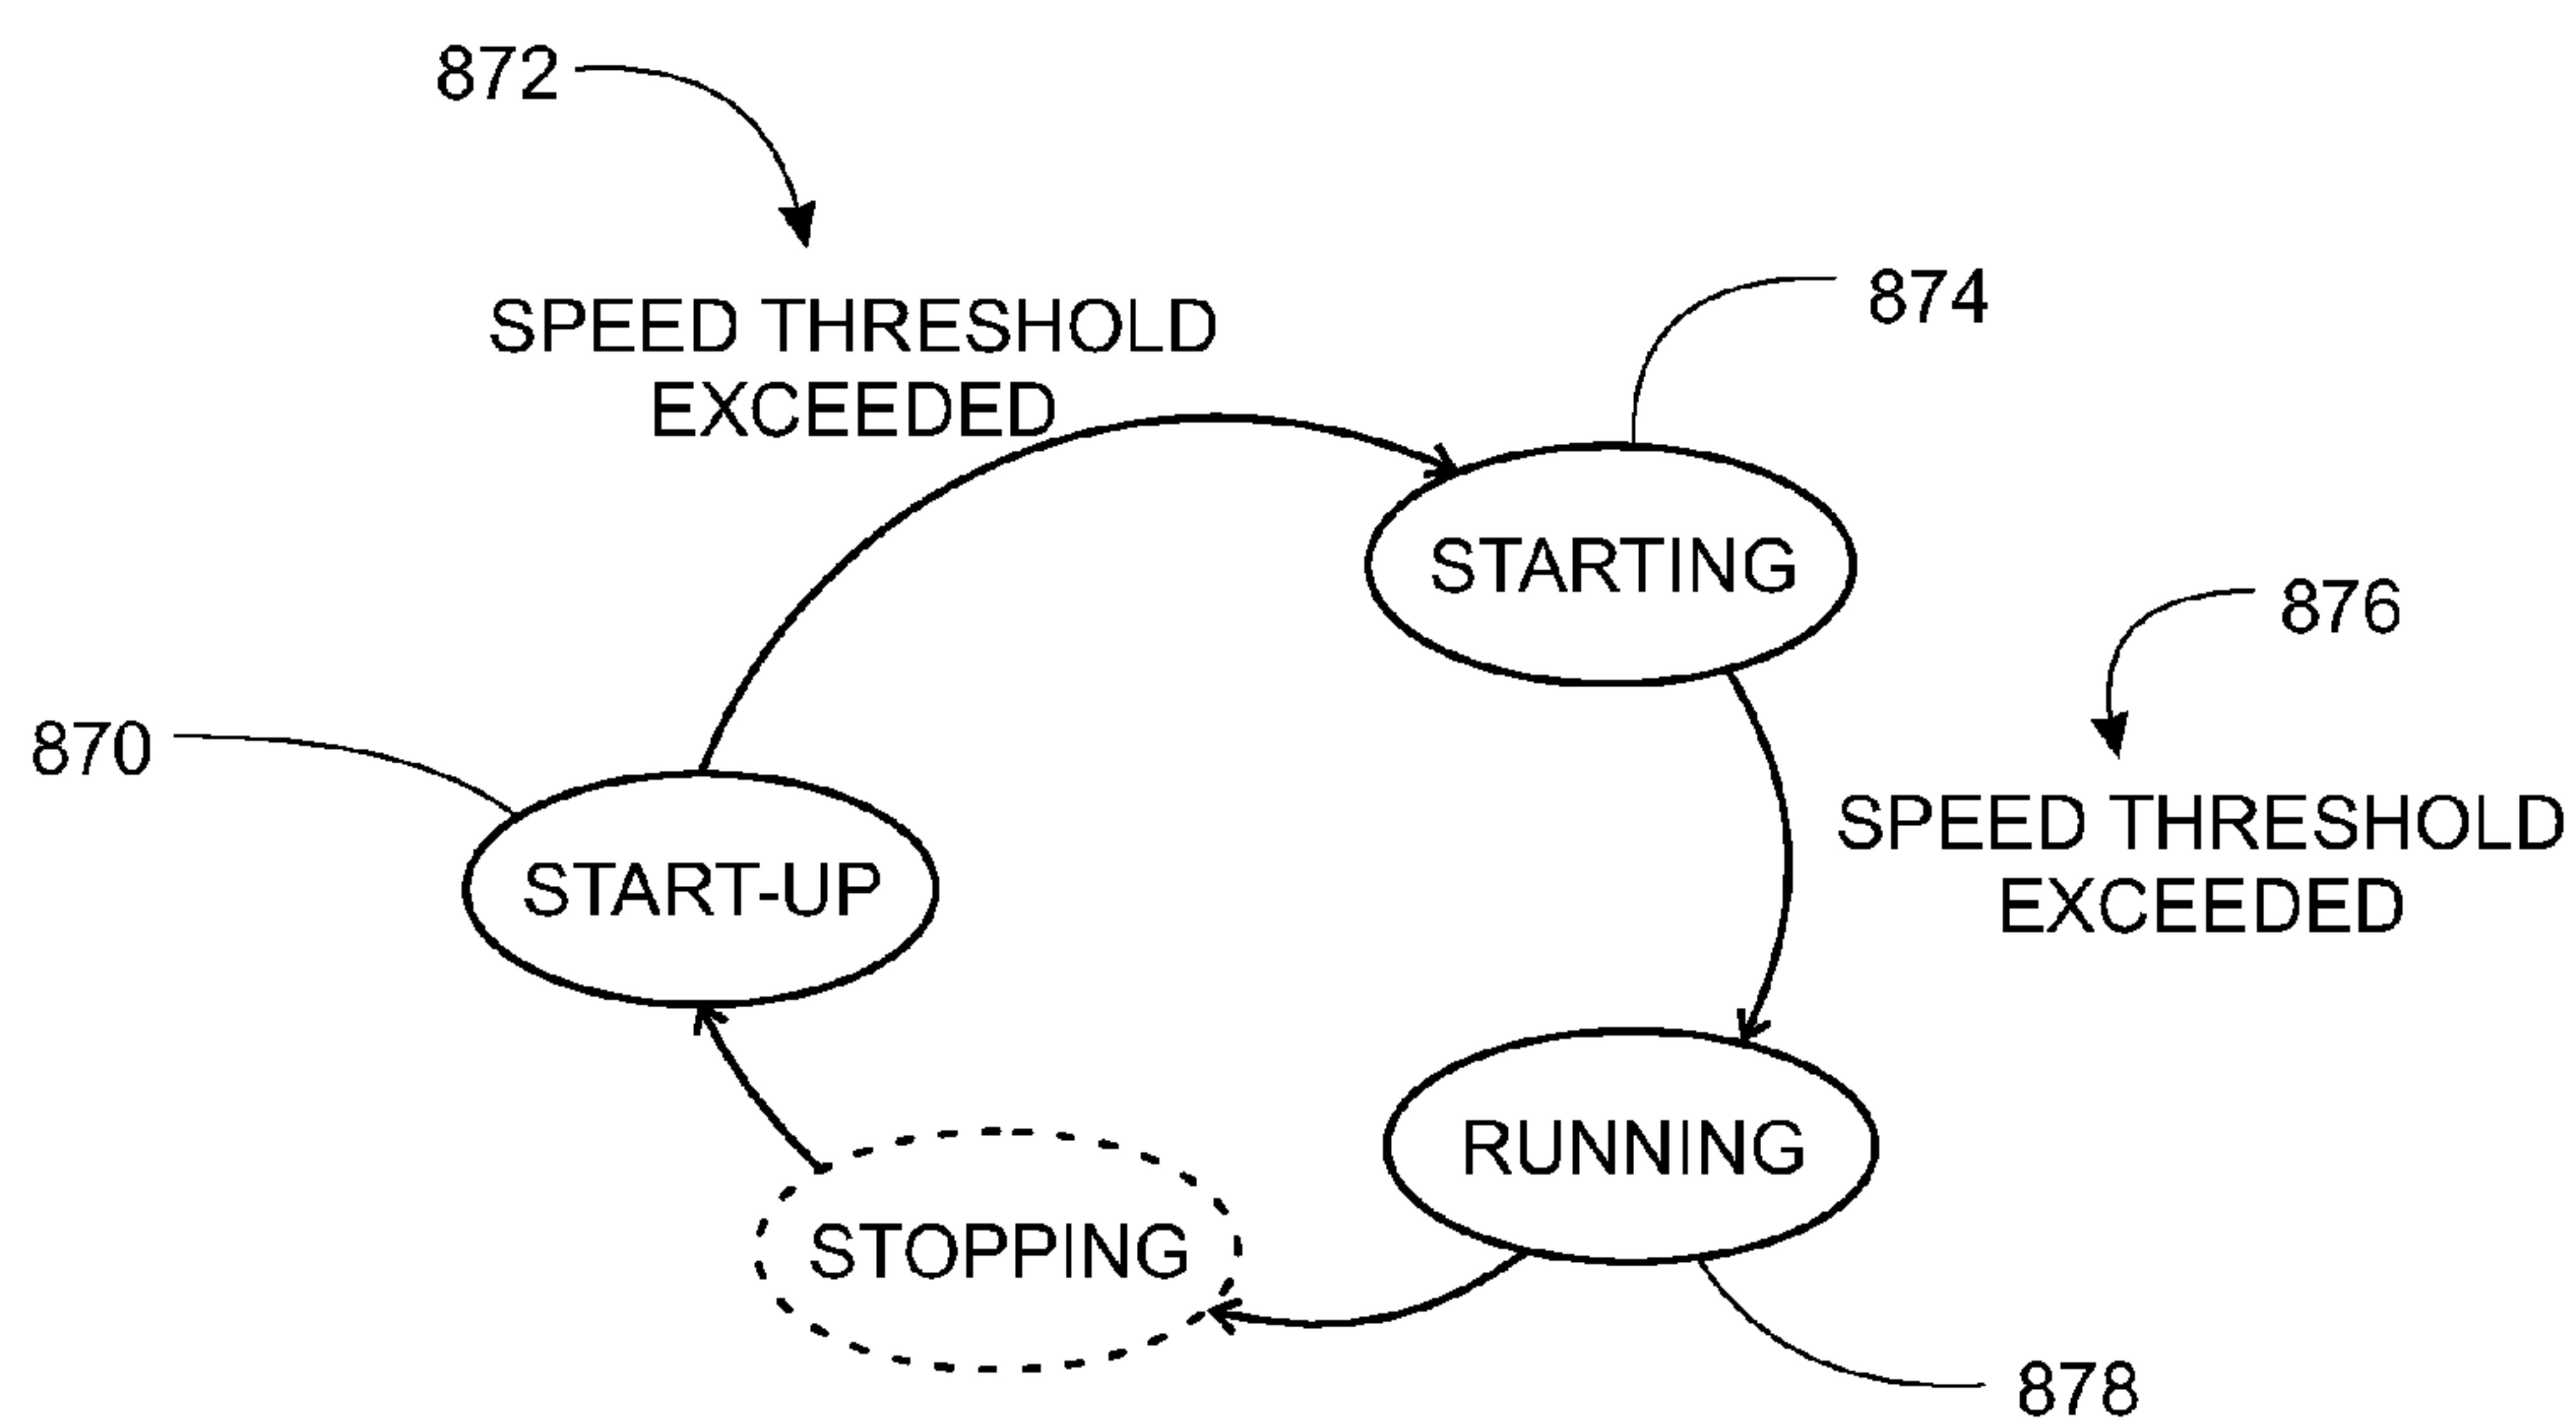 872
SPEED THRESHOLD
EXCEEDED
874
STARTING
876
SPEED THRESHOLD
EXCEEDED
870
START-UP
RUNNING
STOPPING
878